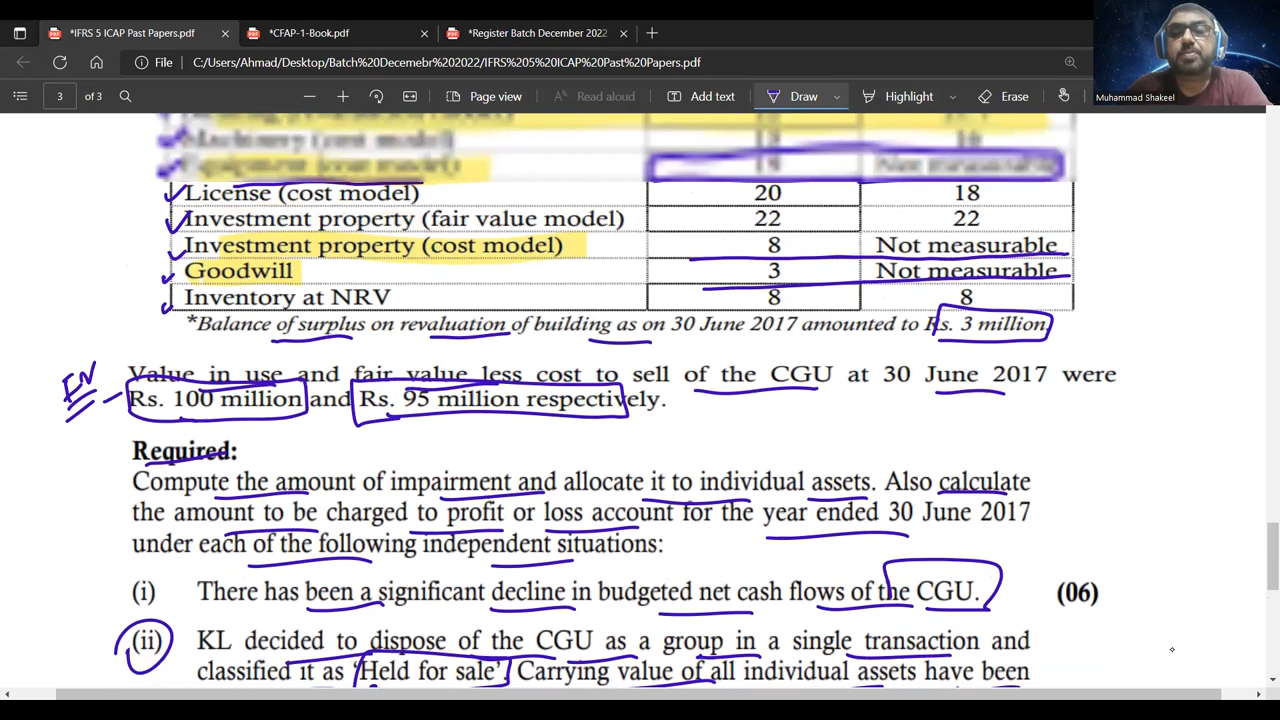 *IFRS 5 ICAP Past Papers.pdf
*CFAP-1-Book.pdf
*Register Batch December 2022
File C:/Users/Ahmad/Desktop/Batch%20Decemebr%202022/IFRS%205%20ICAP%20Past%20Papers.pdf
3 of 3 Page view Read aloud Add text Draw Highlight Erase
Muhammad Shakeel
Machinery (cost model)
Equipment (cost model) Not measurable
License (cost model) 20 18
Investment property (fair value model) 22 22
Investment property (cost model) 8 Not measurable
Goodwill 3 Not measurable
Inventory at NRV 8 8
*Balance of surplus on revaluation of building as on 30 June 2017 amounted to Rs. 3 million.
Value in use and fair value less cost to sell of the CGU at 30 June 2017 were
Rs. 100 million and Rs. 95 million respectively.
Required:
Compute the amount of impairment and allocate it to individual assets. Also calculate
the amount to be charged to profit or loss account for the year ended 30 June 2017
under each of the following independent situations:
(i) There has been a significant decline in budgeted net cash flows of the CGU. (06)
(ii) KL decided to dispose of the CGU as a group in a single transaction and
classified it as 'Held for sale'. Carrying value of all individual assets have been